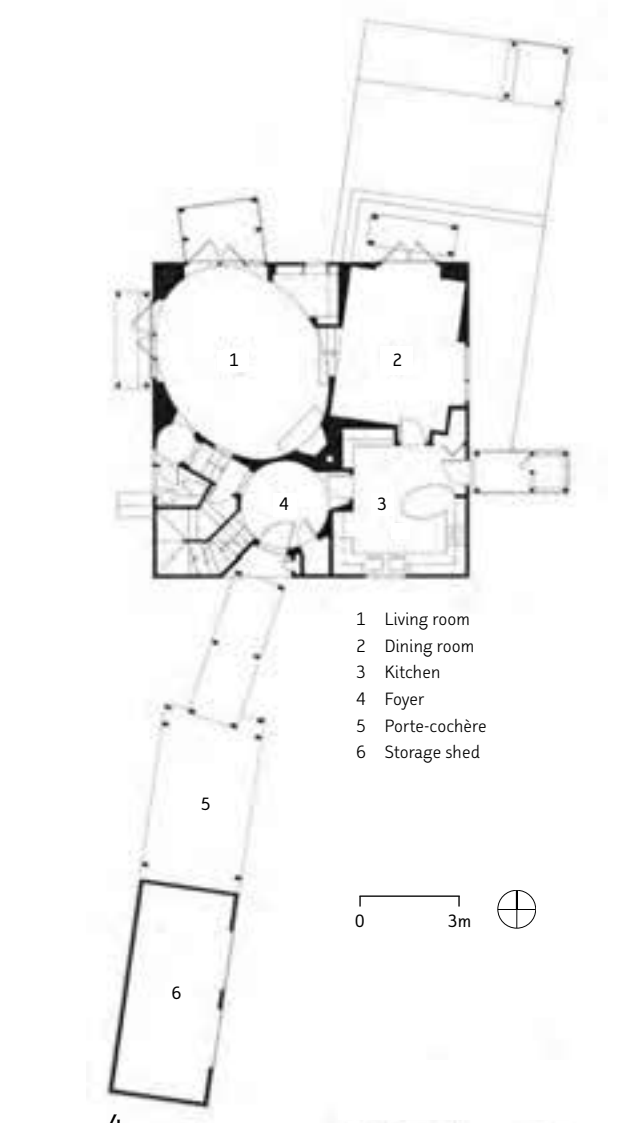 1
2
4
3
1 Living room
2 Dining room
3 Kitchen
4 Foyer
5 Porte-cochère
6 Storage shed
5
0 3m
6